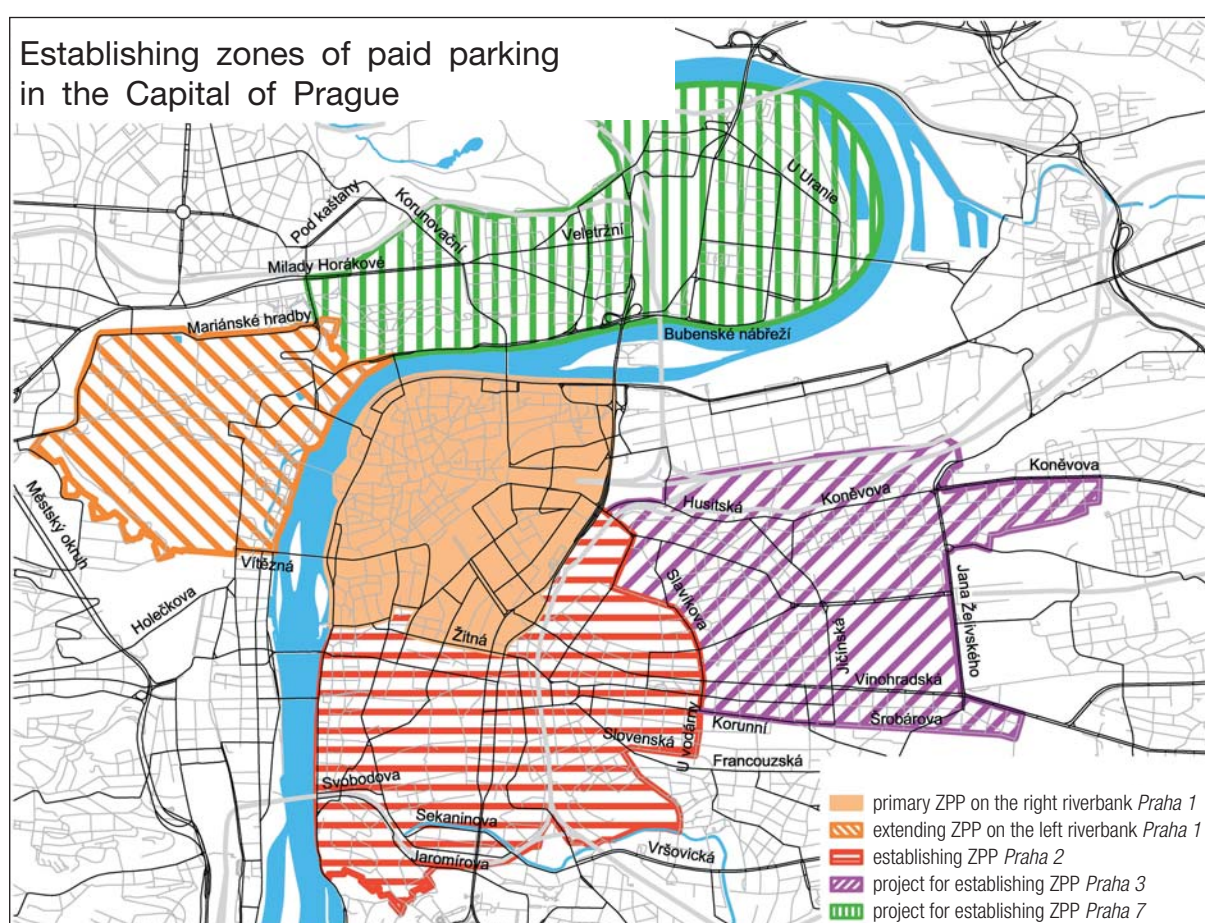 Establishing zones of paid parking
in the Capital of Prague
U Uranie
Pod kaštany
Korunovační
Veletržní
Milady Horákové
Mariánské hradby
Bubenské nábřeží
Koněvova
Husitská
Koněvova
Městský okruh
Vítězná
Holečkova
Slavíkova
Jana Želivského
Žitná
Jičínská
Vinohradská
Šrobárova
Korunní
U vodárny
Slovenská
Francouzská
Svobodova
Sekaninova
Vršovická
Jaromírova
primary ZPP on the right riverbank Praha 1
extending ZPP on the left riverbank Praha 1
establishing ZPP Praha 2
project for establishing ZPP Praha 3
project for establishing ZPP Praha 7